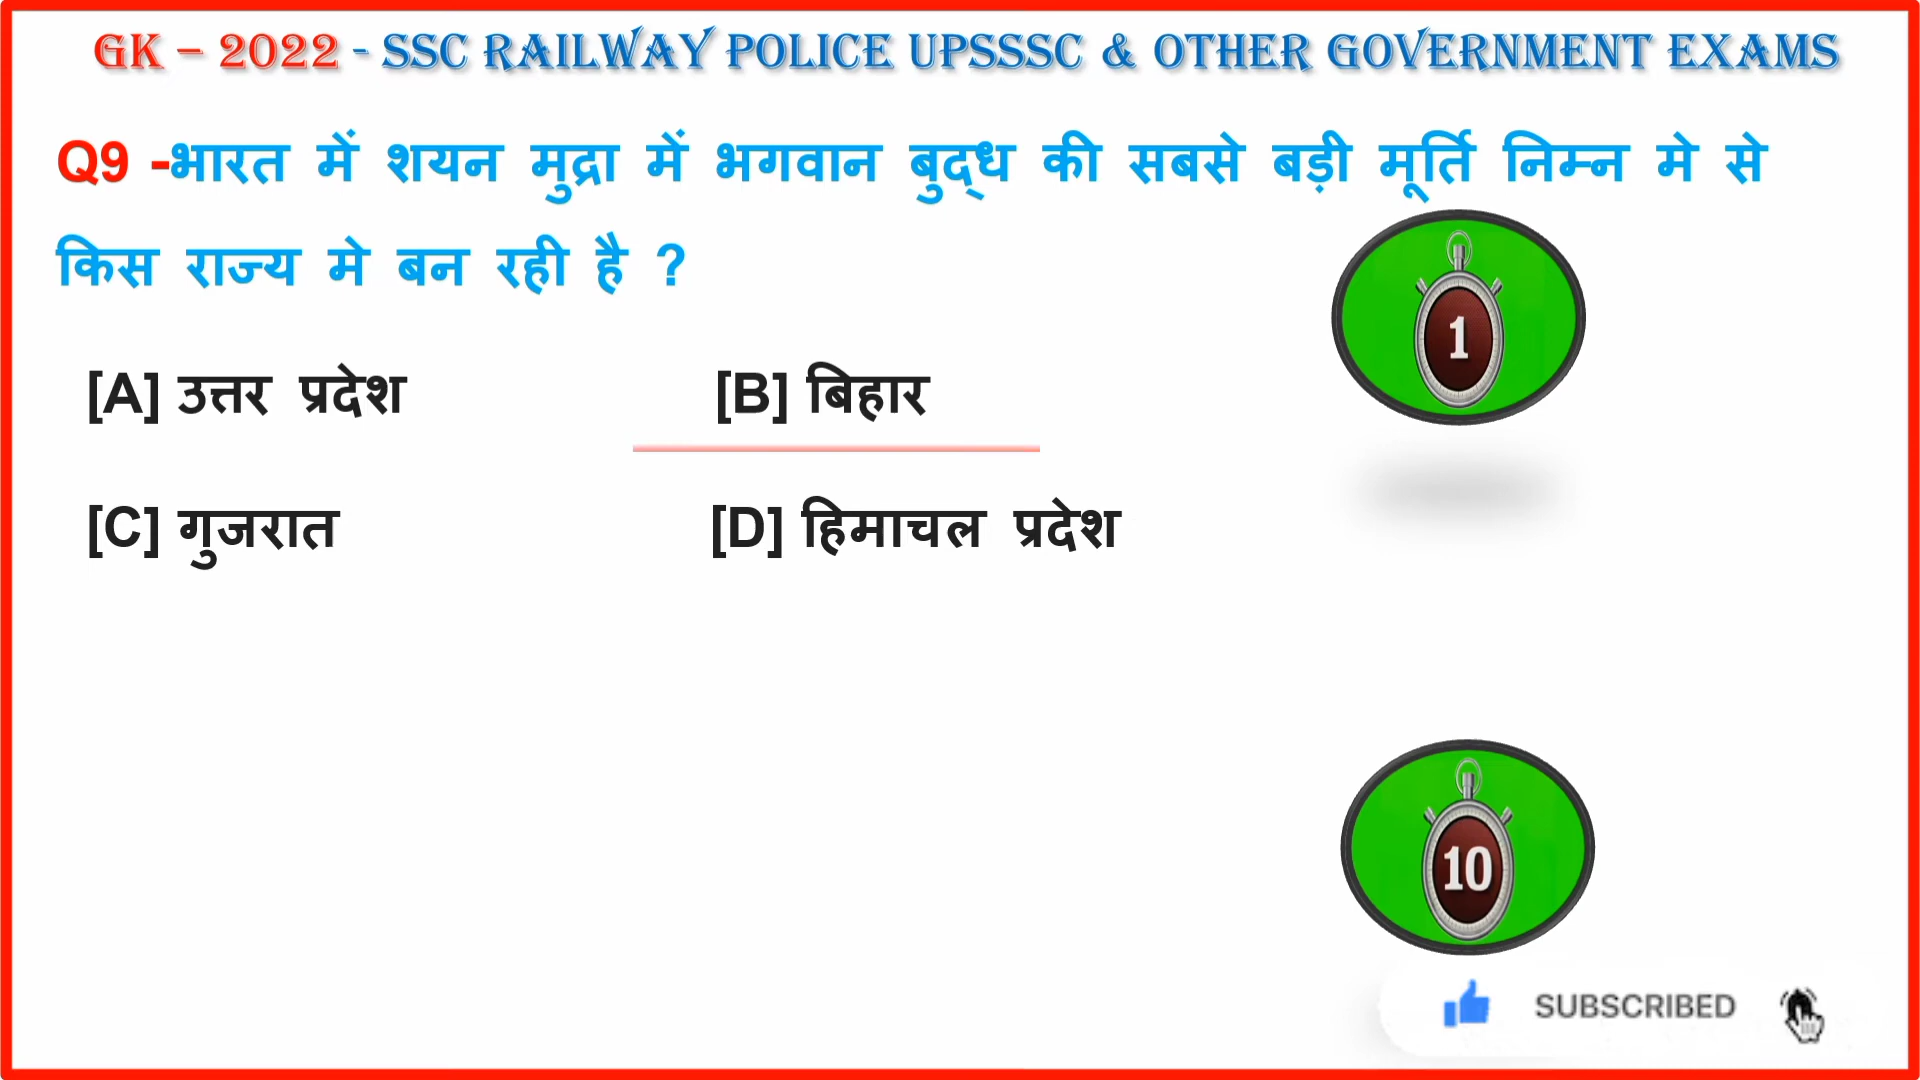 GK – 2022 - SSC RAILWAY POLICE UPSSSC & OTHER GOVERNMENT EXAMS
Q9 -भारत में शयन मुद्रा में भगवान बुद्ध की सबसे बड़ी मूर्ति निम्न मे से
किस राज्य मे बन रही है ?
[A] उत्तर प्रदेश [B] बिहार
1
[C] गुजरात [D] हिमाचल प्रदेश
10
SUBSCRIBED